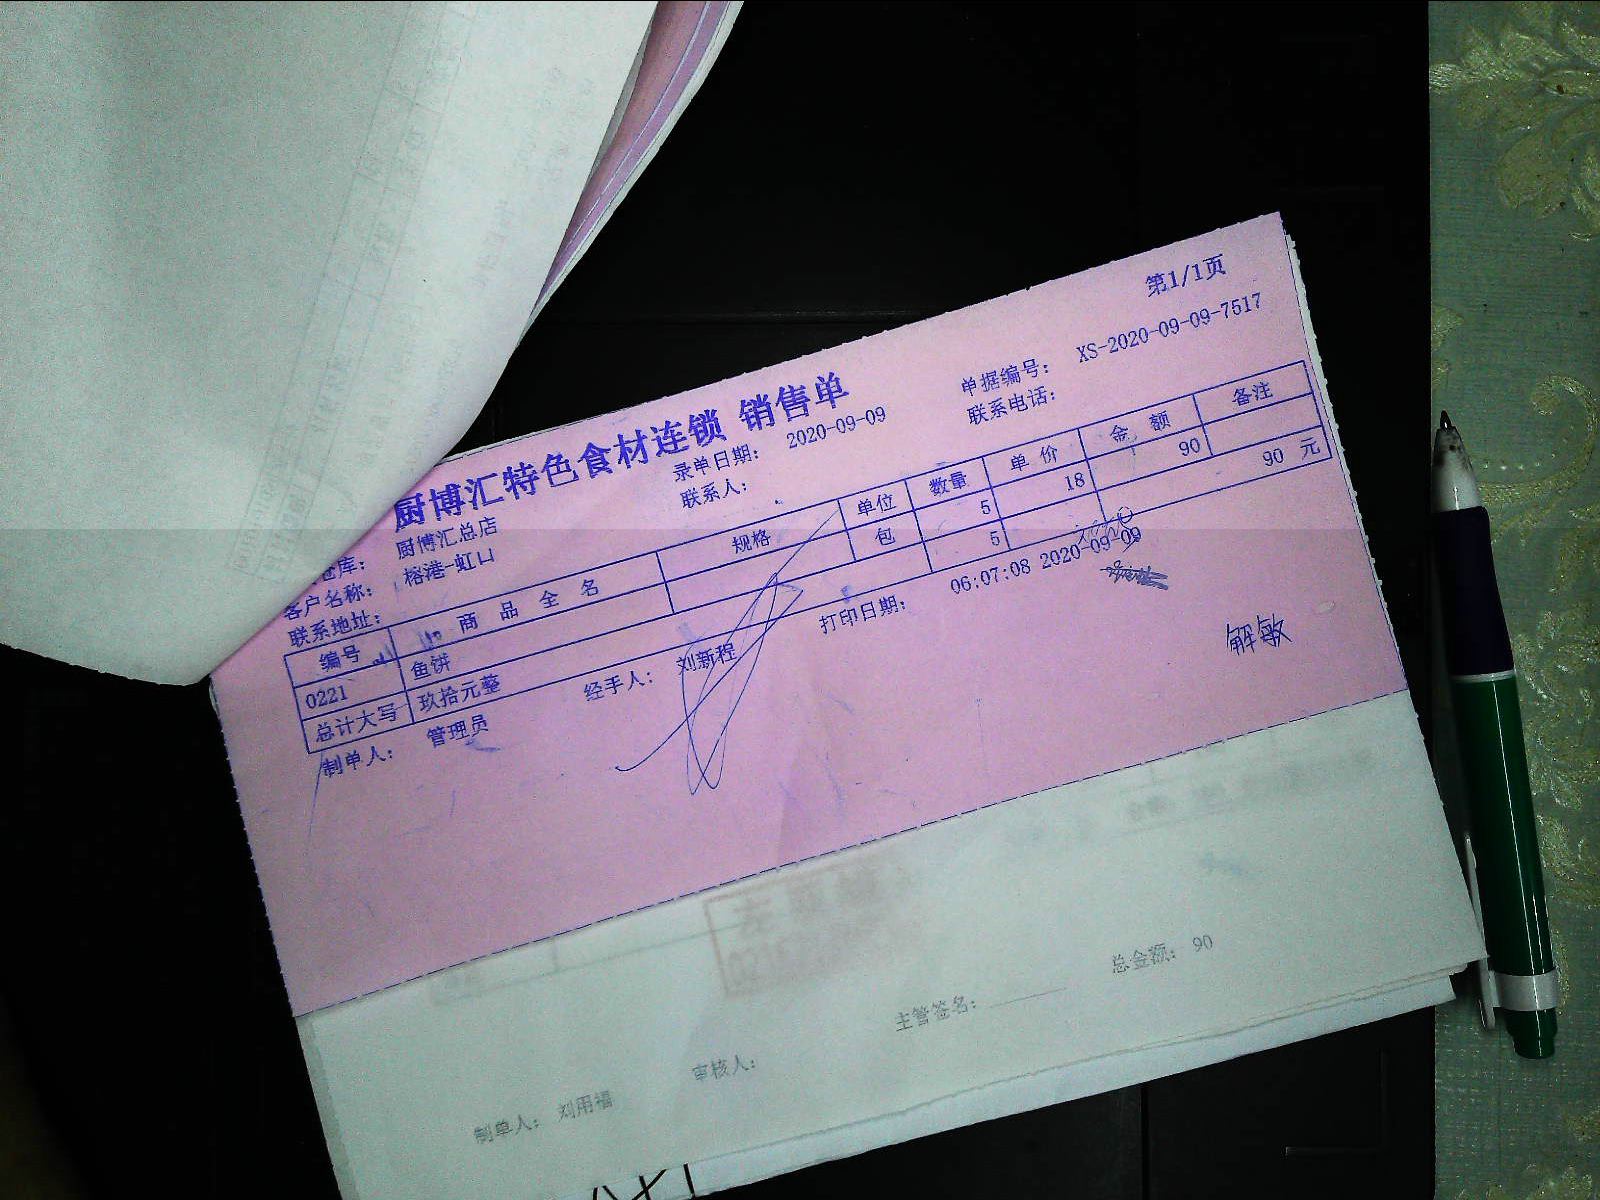 第1/1页
厨博汇特色食材连锁 销售单
单据编号： XS-2020-09-09-7517
仓库： 厨博汇总店 录单日期： 2020-09-09 联系电话：
客户名称： 榕港-虹口 联系人：
联系地址：
编号 商品全名 规格 单位 数量 单价 金额 备注
0221 鱼饼 包 5 18 90
总计大写 玖拾元整 5 90 元
制单人： 管理员 经手人： 刘新程 打印日期： 06:07:08 2020-09-09
解敏
制单人： 刘用福 审核人： 主管签名： 总金额： 90